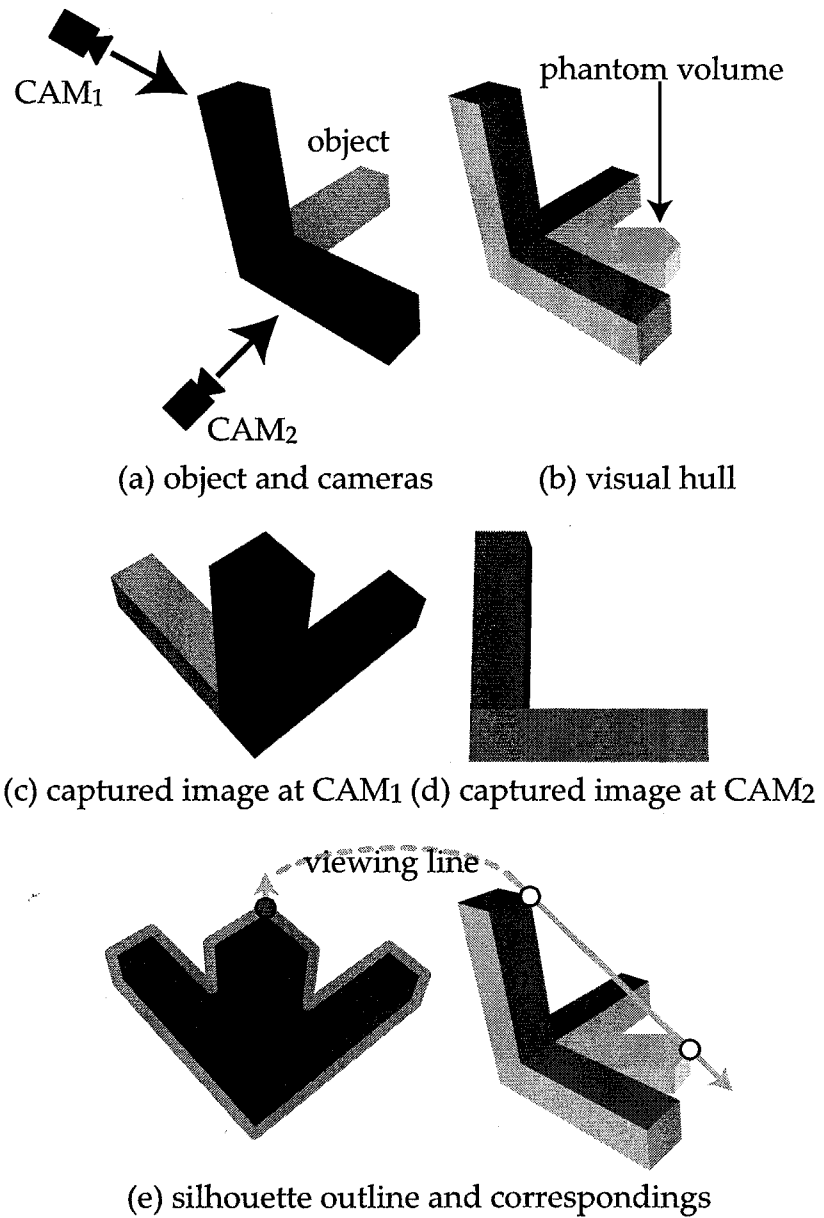 CAM1
object
phantom volume
CAM2
(a) object and cameras
(b) visual hull
(c) captured image at CAM1 (d) captured image at CAM2
viewing line
(e) silhouette outline and correspondings